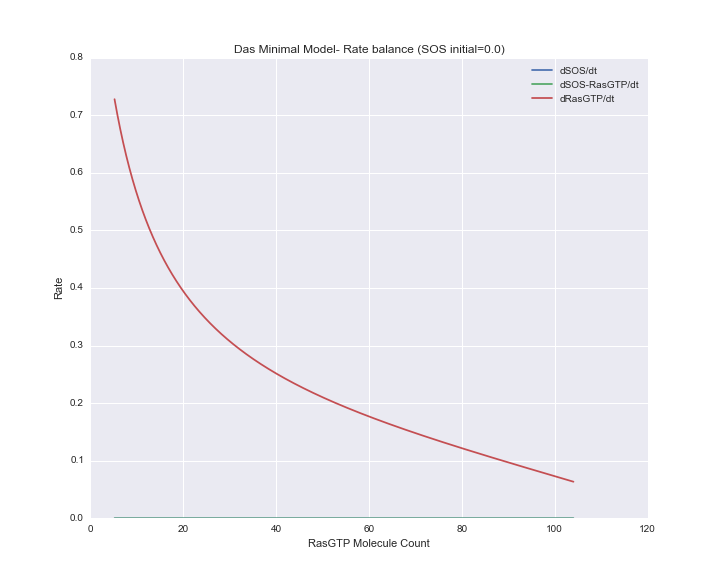 Das Minimal Model- Rate balance (SOS initial=0.0)
dSOS/dt
dSOS-RasGTP/dt
dRasGTP/dt
Rate
0.8
0.7
0.6
0.5
0.4
0.3
0.2
0.1
0.0
0 20 40 60 80 100 120
RasGTP Molecule Count